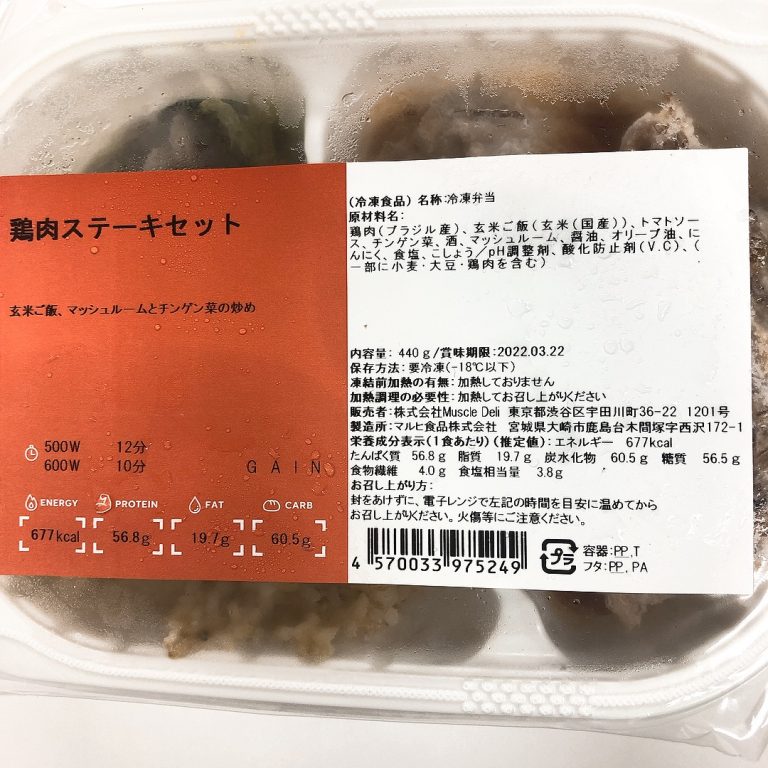 鶏肉ステーキセット
玄米ご飯、マッシュルームとチンゲン菜の炒め
500W 12分
600W 10分
GAIN
ENERGY PROTEIN FAT CARB
677kcal 56.8g 19.7g 60.5g
(冷凍食品) 名称:冷凍弁当
原材料名:
鶏肉(ブラジル産)、玄米ご飯(玄米(国産))、トマトソー
ス、チンゲン菜、酒、マッシュルーム、醤油、オリーブ油、に
んにく、食塩、こしょう/pH調整剤、酸化防止剤(V.C)、(
一部に小麦・大豆・鶏肉を含む)
内容量: 440g/賞味期限:2022.03.22
保存方法:要冷凍(-18℃以下)
凍結前加熱の有無:加熱しておりません
加熱調理の必要性:加熱してお召し上がりください
販売者:株式会社Muscle Deli 東京都渋谷区宇田川町36-22 1201号
製造所:マルヒ食品株式会社 宮城県大崎市鹿島台木間塚字西沢172-1
栄養成分表示(1食あたり)(推定値):エネルギー 677kcal
たんぱく質 56.8g 脂質 19.7g 炭水化物 60.5g 糖質 56.5g
食物繊維 4.0g 食塩相当量 3.8g
お召し上がり方:
封をあけずに、電子レンジで左記の時間を目安に温めてから
お召し上がりください。火傷等にご注意ください。
4 570033 975249
プラ
容器:PP,T
フタ:PP,PA